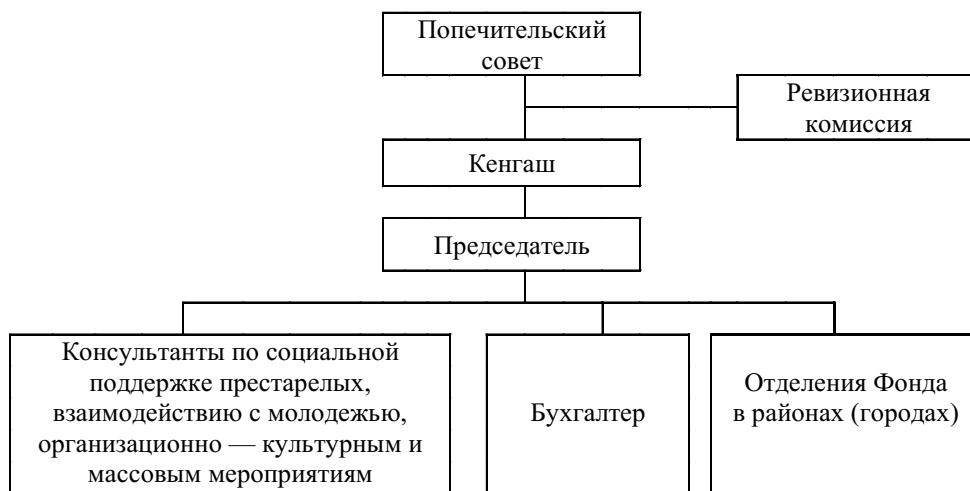 Попечительский
совет
Ревизионная
комиссия
Кенгаш
Председатель
Консультанты по социальной
поддержке престарелых,
взаимодействию с молодежью,
организационно — культурным и
массовым мероприятиям
Бухгалтер
Отделения Фонда
в районах (городах)